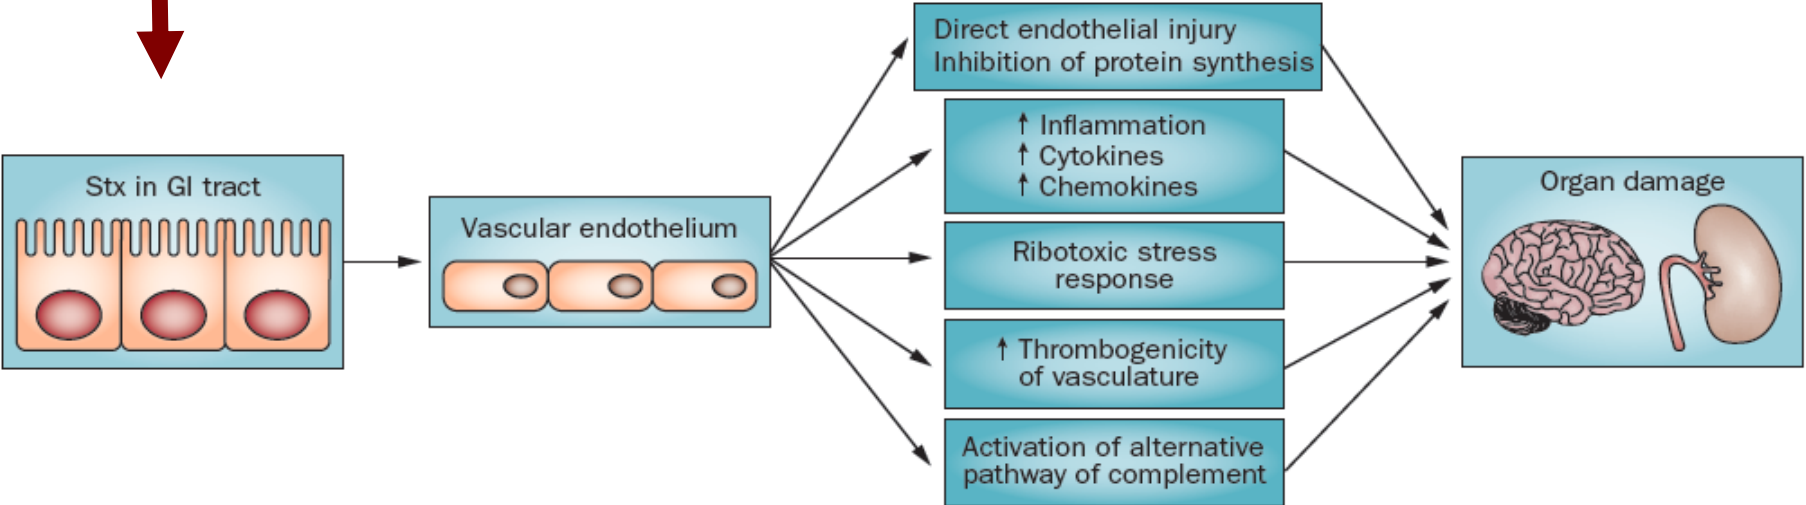 Direct endothelial injury
Inhibition of protein synthesis
↑ Inflammation
↑ Cytokines
↑ Chemokines
Stx in GI tract
Organ damage
Vascular endothelium
Ribotoxic stress
response
↑ Thrombogenicity
of vasculature
Activation of alternative
pathway of complement